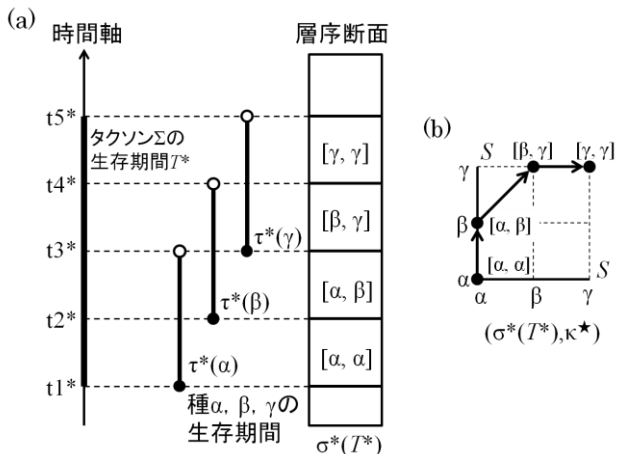 (a)
時間軸
層序断面
t5*
タクソンΣの
生存期間T*
[γ, γ]
t4*
[β, γ]
τ*(γ)
t3*
[α, β]
τ*(β)
t2*
τ*(α)
[α, α]
t1*
種α, β, γの
生存期間
σ*(T*)
(b)
[β, γ] [γ, γ]
γ S
β [α, β]
[α, α] S
α
α β γ
(σ*(T*),κ★)